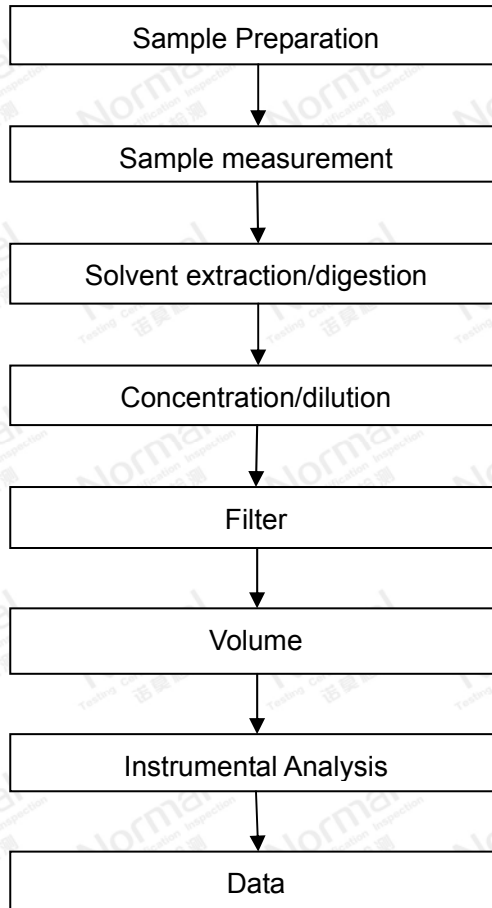 Sample Preparation
Sample measurement
Solvent extraction/digestion
Concentration/dilution
Filter
Volume
Instrumental Analysis
Data